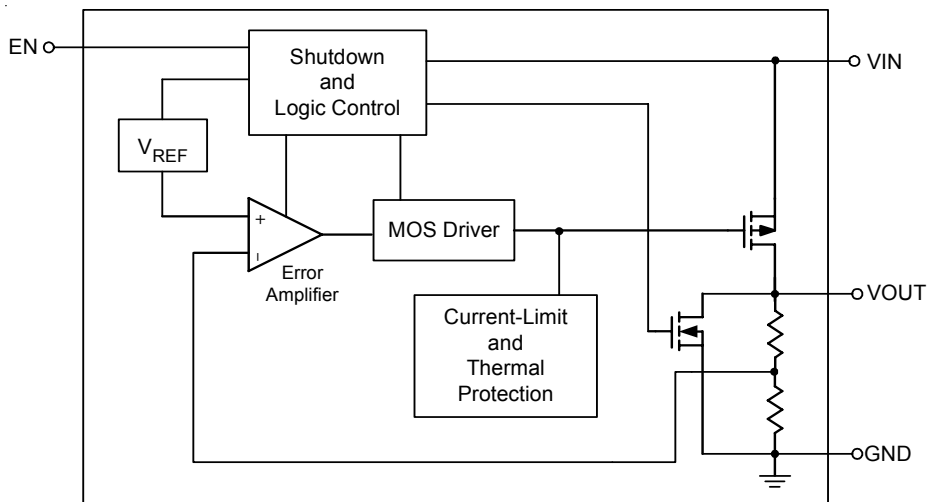 EN
Shutdown
and
Logic Control
VIN
VREF
+
-
Error
Amplifier
MOS Driver
Current-Limit
and
Thermal
Protection
VOUT
GND